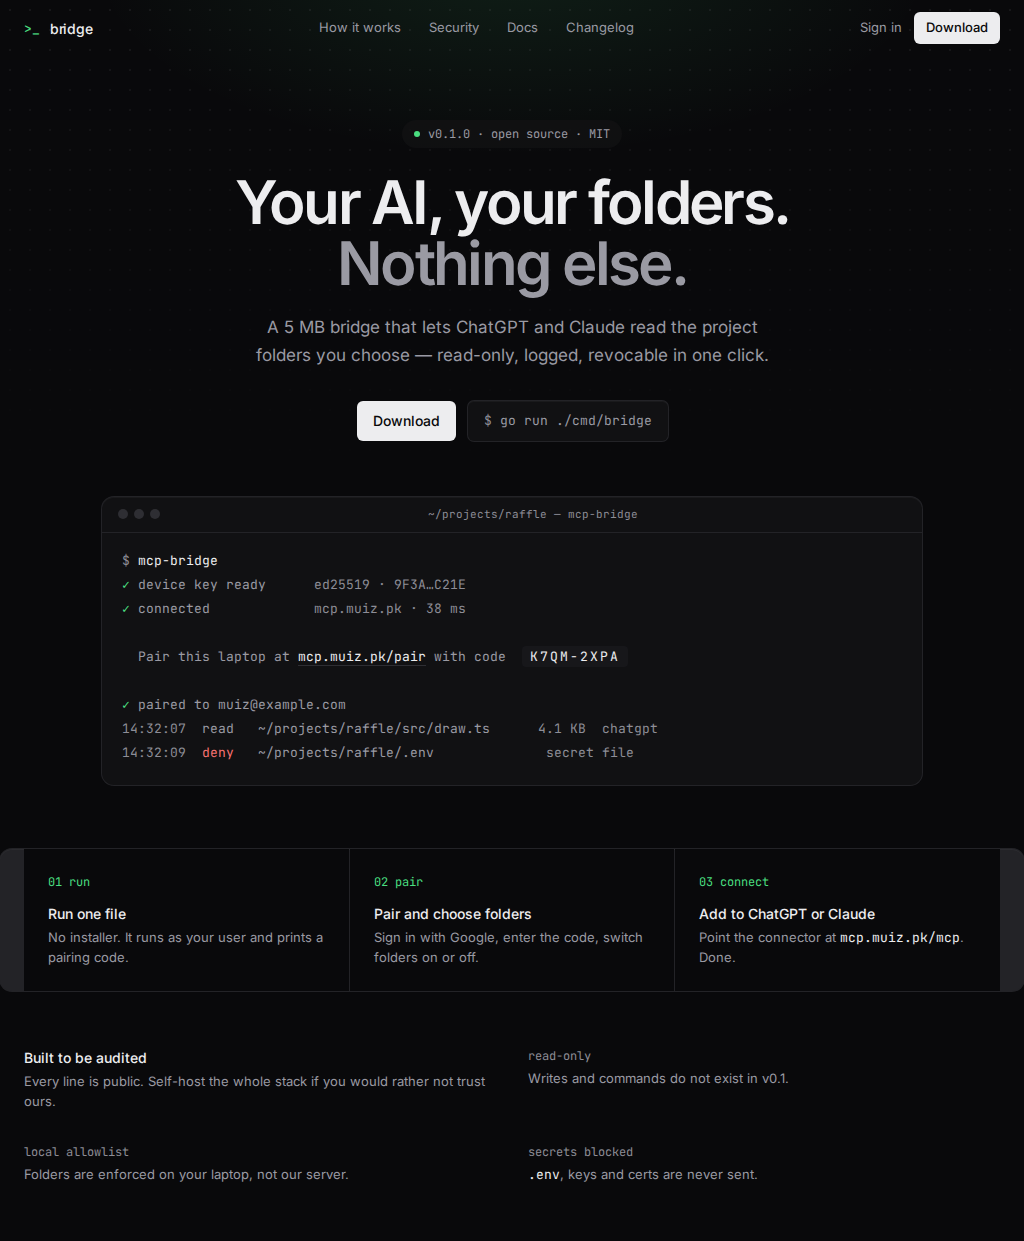 >_ bridge
How it works
Security
Docs
Changelog
Sign in
Download
v0.1.0 · open source · MIT
Your AI, your folders.
Nothing else.
A 5 MB bridge that lets ChatGPT and Claude read the project
folders you choose — read-only, logged, revocable in one click.
Download
$ go run ./cmd/bridge
~/projects/raffle — mcp-bridge
$ mcp-bridge
✓ device key ready ed25519 · 9F3A…C21E
✓ connected mcp.muiz.pk · 38 ms
Pair this laptop at mcp.muiz.pk/pair with code K7QM-2XPA
✓ paired to muiz@example.com
14:32:07 read ~/projects/raffle/src/draw.ts 4.1 KB chatgpt
14:32:09 deny ~/projects/raffle/.env secret file
01 run
Run one file
No installer. It runs as your user and prints a
pairing code.
02 pair
Pair and choose folders
Sign in with Google, enter the code, switch
folders on or off.
03 connect
Add to ChatGPT or Claude
Point the connector at mcp.muiz.pk/mcp.
Done.
Built to be audited
Every line is public. Self-host the whole stack if you would rather not trust
ours.
read-only
Writes and commands do not exist in v0.1.
local allowlist
Folders are enforced on your laptop, not our server.
secrets blocked
.env, keys and certs are never sent.